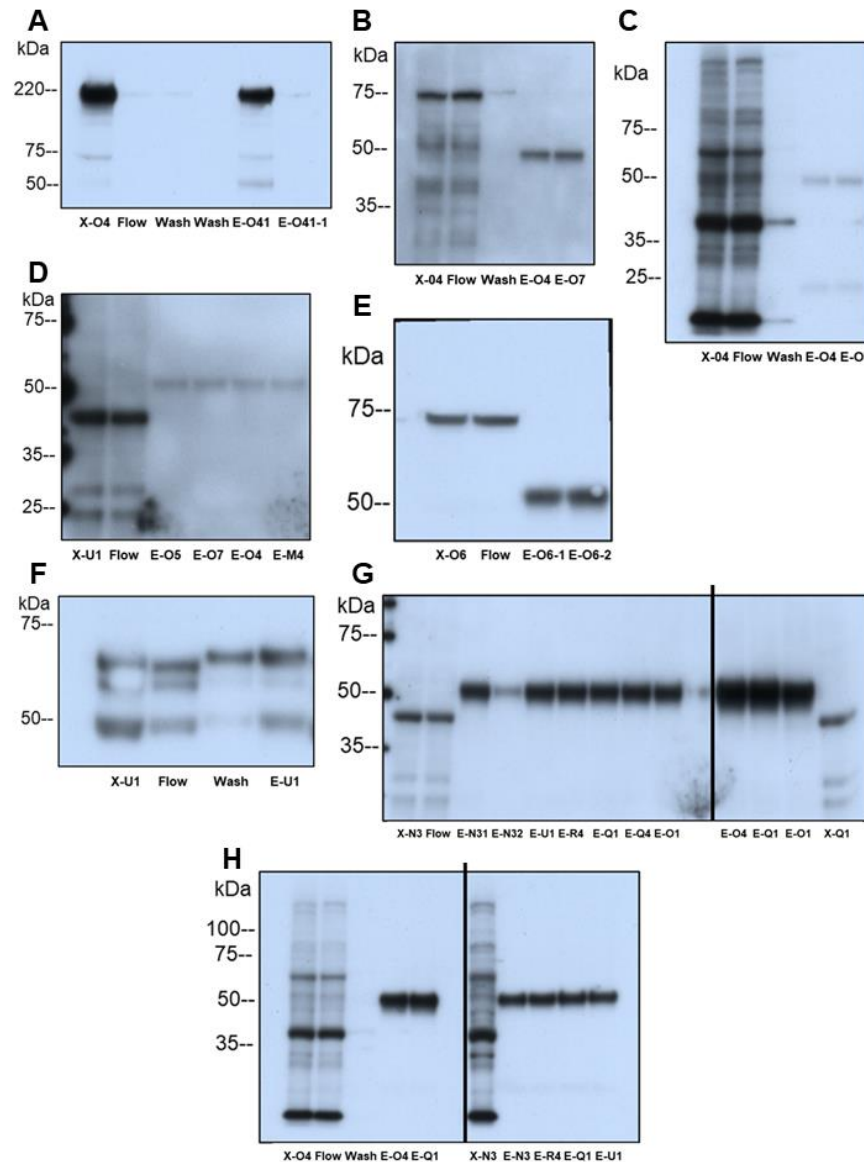 A
kDa
220--
75--
50--
X-O4 Flow Wash Wash E-O41 E-O41-1
B
kDa
75--
50--
35--
X-04 Flow Wash E-O4 E-O7
C
kDa
75--
50--
35--
25--
X-04 Flow Wash E-O4 E-O
D
kDa
75--
50--
35--
25--
X-U1 Flow E-O5 E-O7 E-O4 E-M4
E
kDa
75--
50--
X-O6 Flow E-O6-1 E-O6-2
F
kDa
75--
50--
X-U1 Flow Wash E-U1
G
kDa
75--
50--
35--
X-N3 Flow E-N31 E-N32 E-U1 E-R4 E-Q1 E-Q4 E-O1 E-O4 E-Q1 E-O1 X-Q1
H
kDa
100--
75--
50--
35--
X-O4 Flow Wash E-O4 E-Q1 X-N3 E-N3 E-R4 E-Q1 E-U1